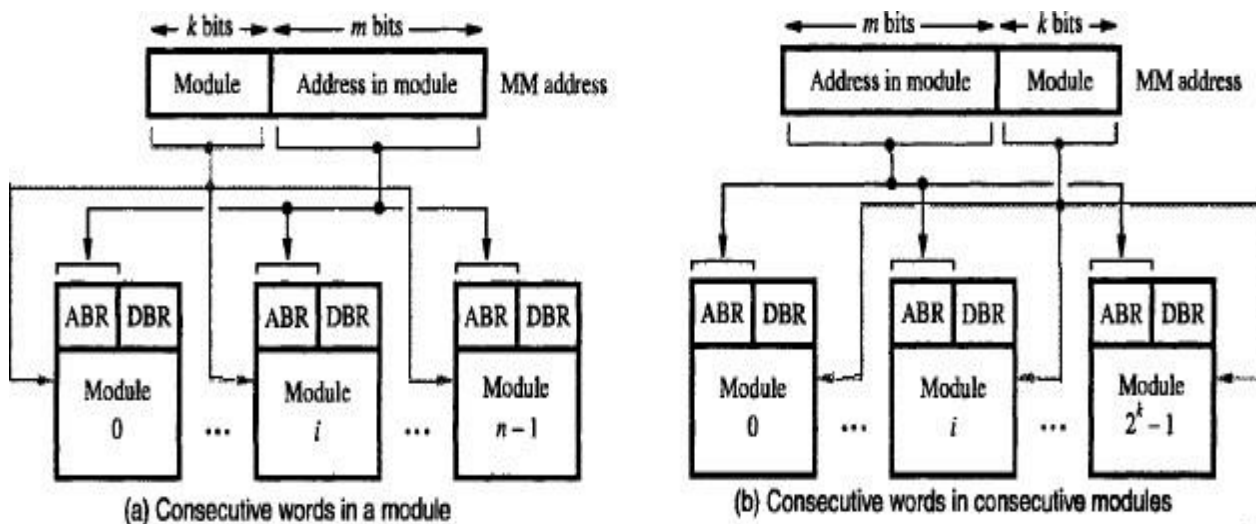 k bits m bits
Module Address in module MM address
ABR DBR ABR DBR ABR DBR
Module Module Module
0 ... i ... n – 1
(a) Consecutive words in a module
m bits k bits
Address in module Module MM address
ABR DBR ABR DBR ABR DBR
Module Module Module
0 ... i ... 2^k – 1
(b) Consecutive words in consecutive modules